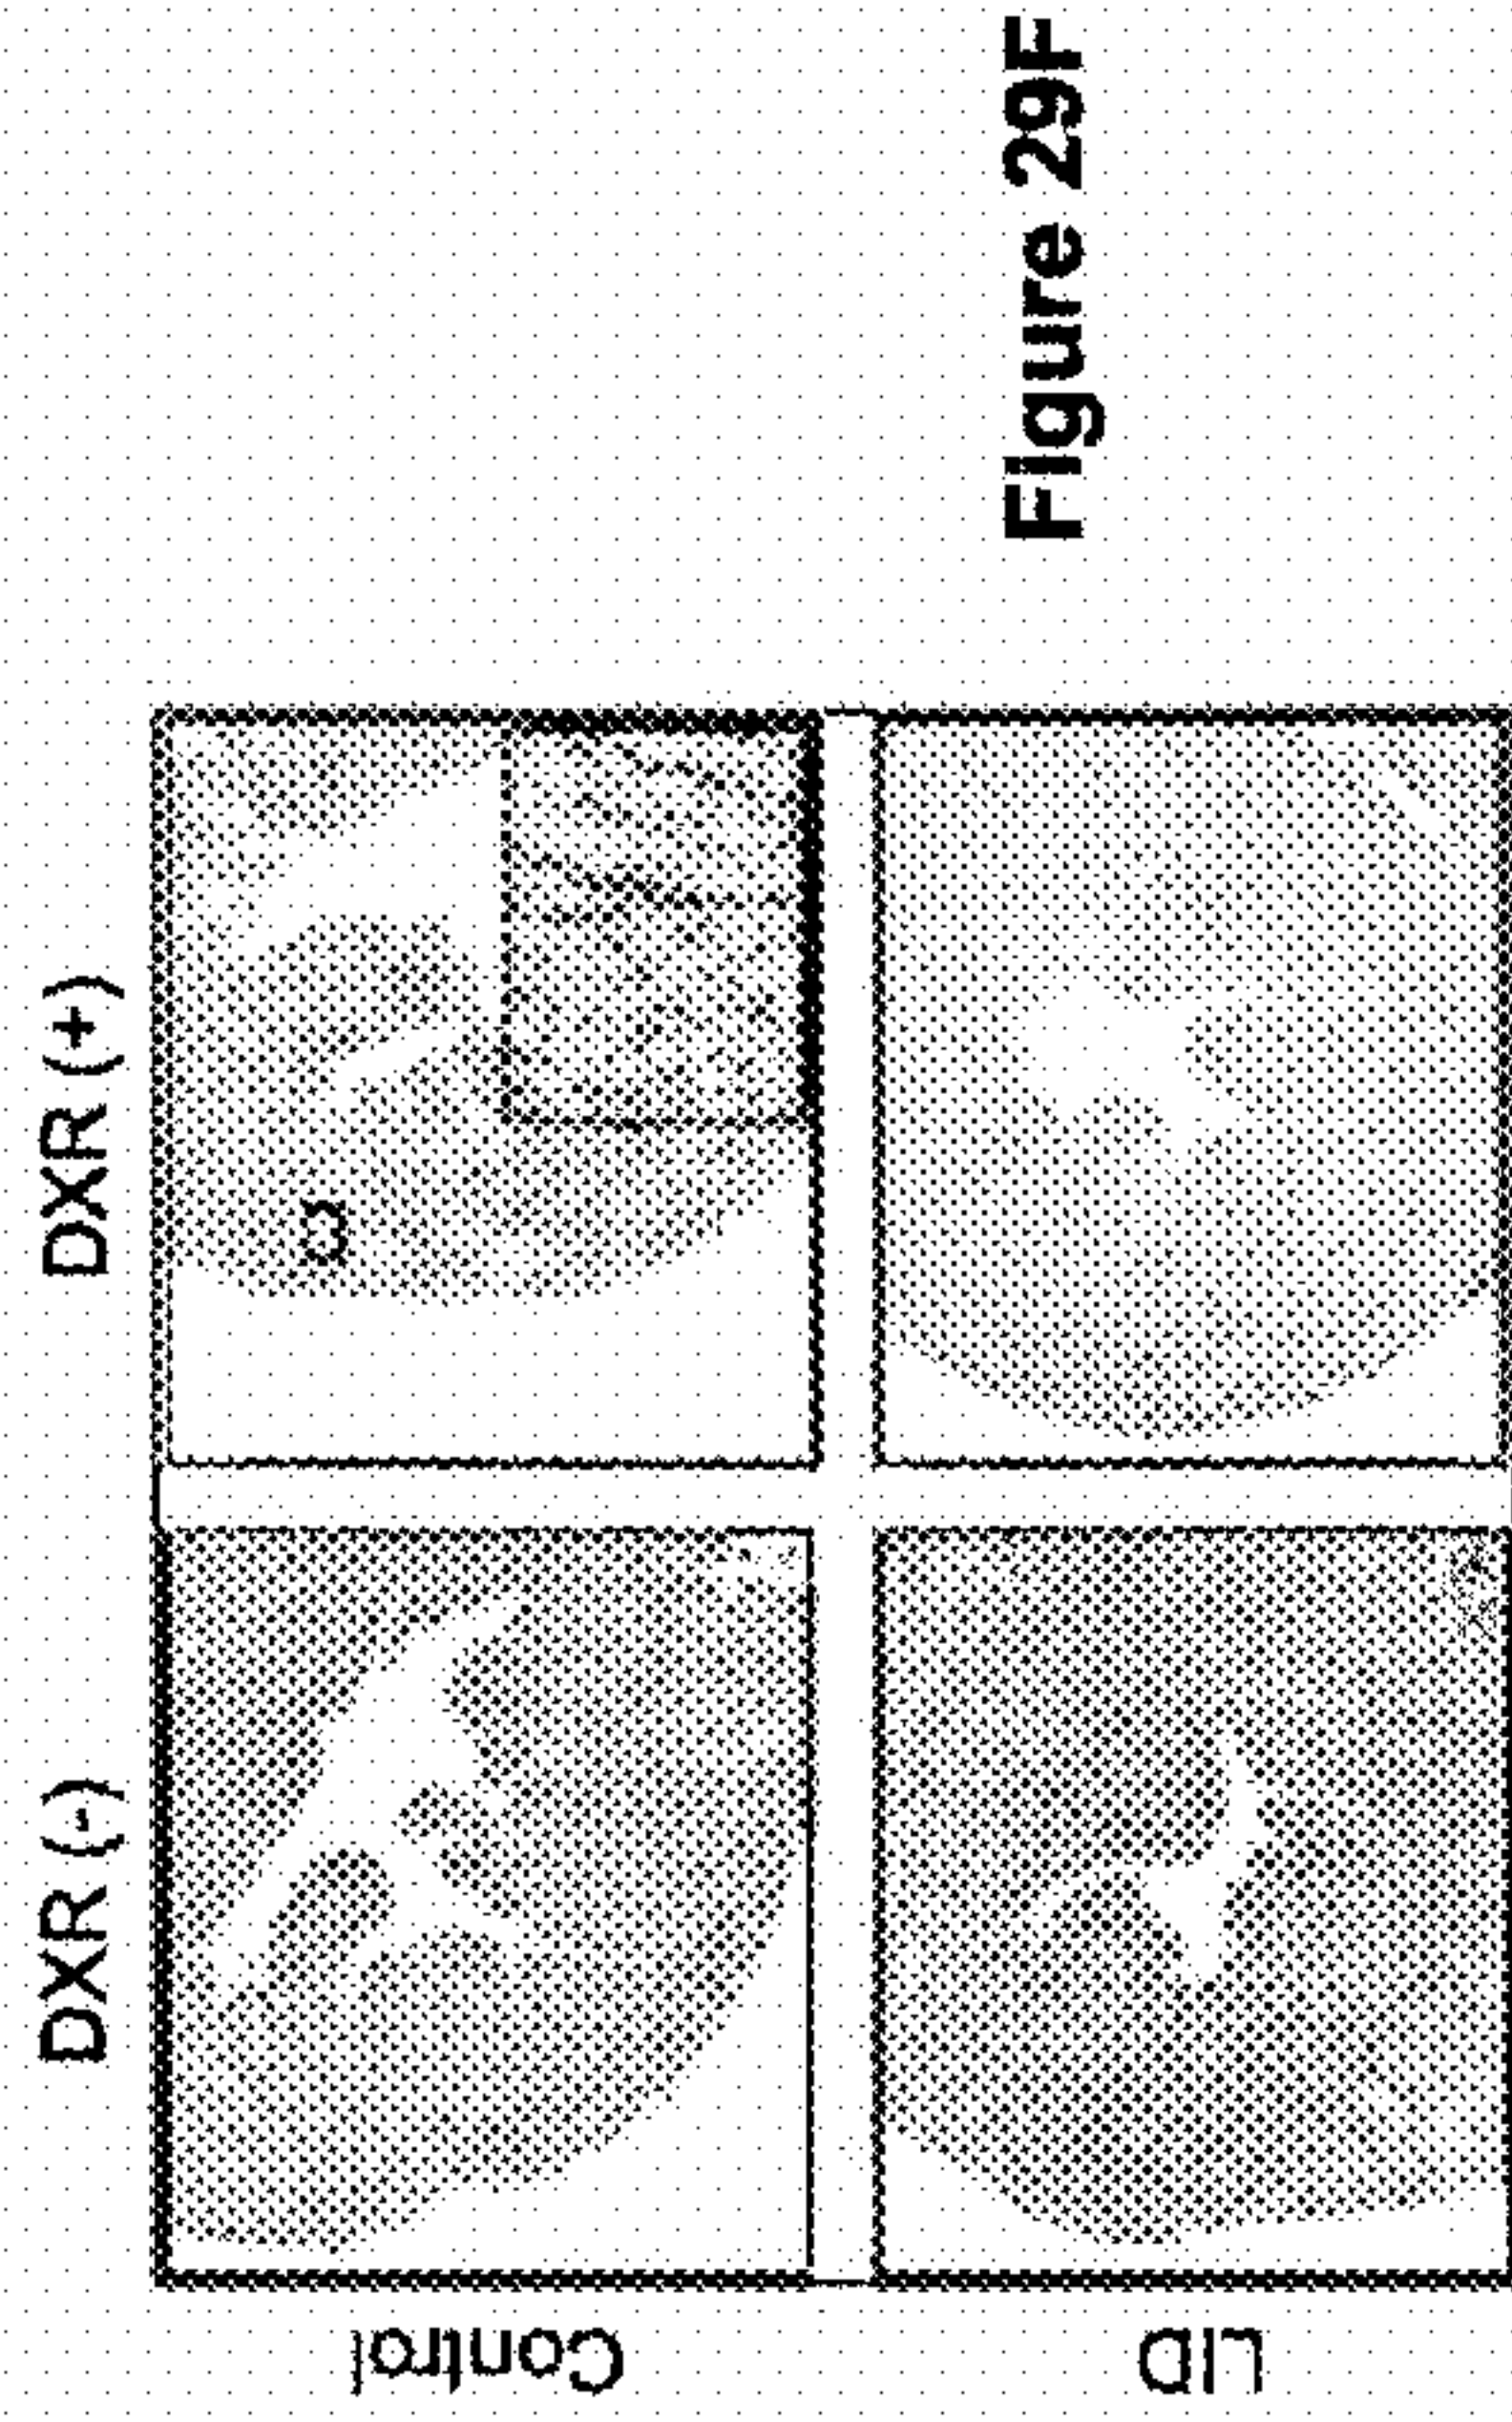 DXR (-)
DXR (+)
Control
LID
Figure 29F